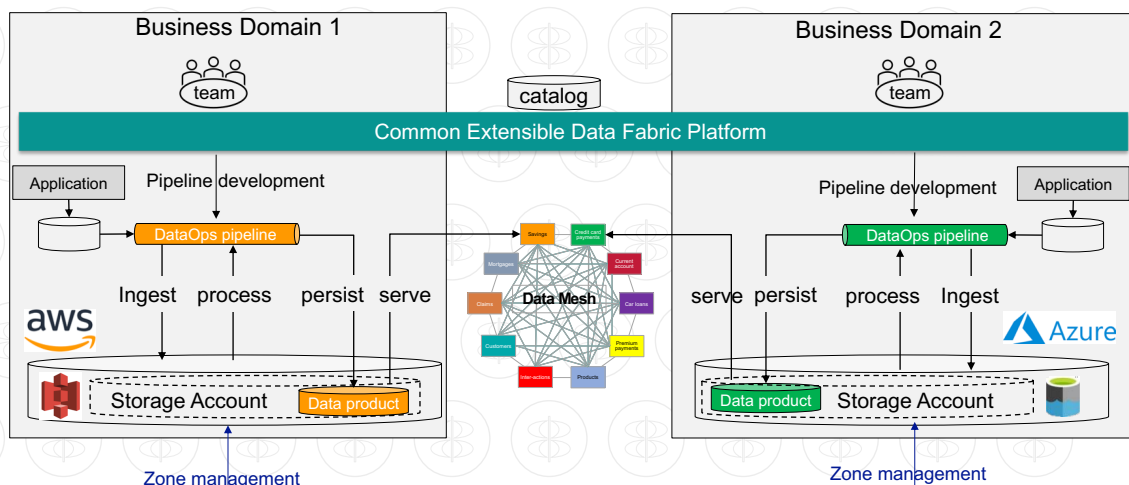 Business Domain 1
Business Domain 2
team
catalog
team
Common Extensible Data Fabric Platform
Application
Pipeline development
Pipeline development
Application
DataOps pipeline
DataOps pipeline
Savings
Credit card
payments
Mortgages
Current
account
Claims
Data Mesh
Car loans
Customers
Premium
payments
Inter-actions
Products
Ingest
process
persist
serve
serve
persist
process
Ingest
aws
Azure
Storage Account
Data product
Data product
Storage Account
Zone management
Zone management